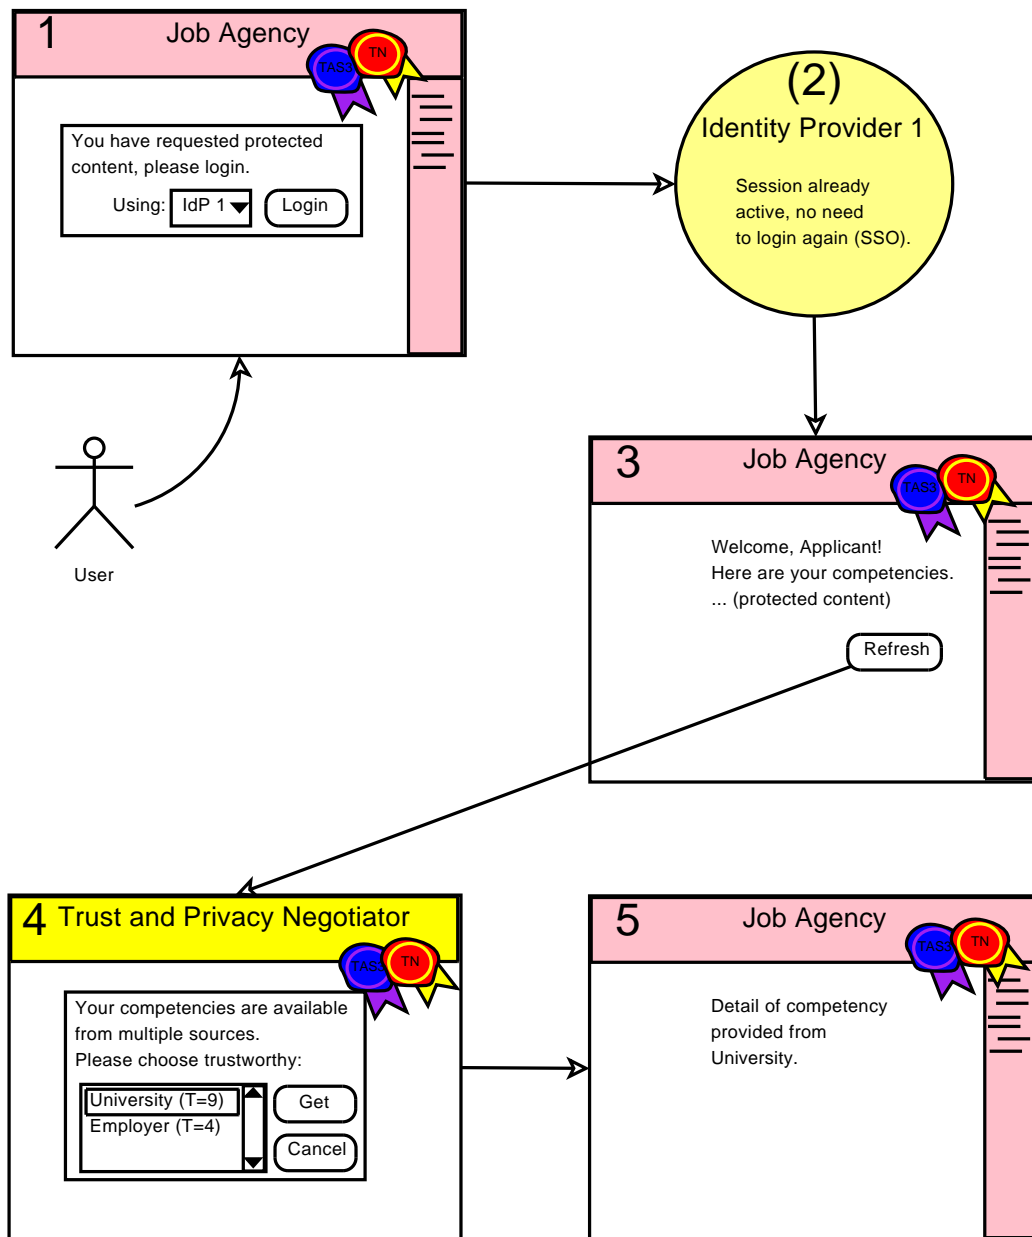 1 Job Agency
TAS3 TN
You have requested protected
content, please login.
Using: IdP 1 Login
(2)
Identity Provider 1
Session already
active, no need
to login again (SSO).
User
3 Job Agency
TAS3 TN
Welcome, Applicant!
Here are your competencies.
... (protected content)
Refresh
4 Trust and Privacy Negotiator
TAS3 TN
Your competencies are available
from multiple sources.
Please choose trustworthy:
University (T=9) Get
Employer (T=4)
Cancel
5 Job Agency
TAS3 TN
Detail of competency
provided from
University.